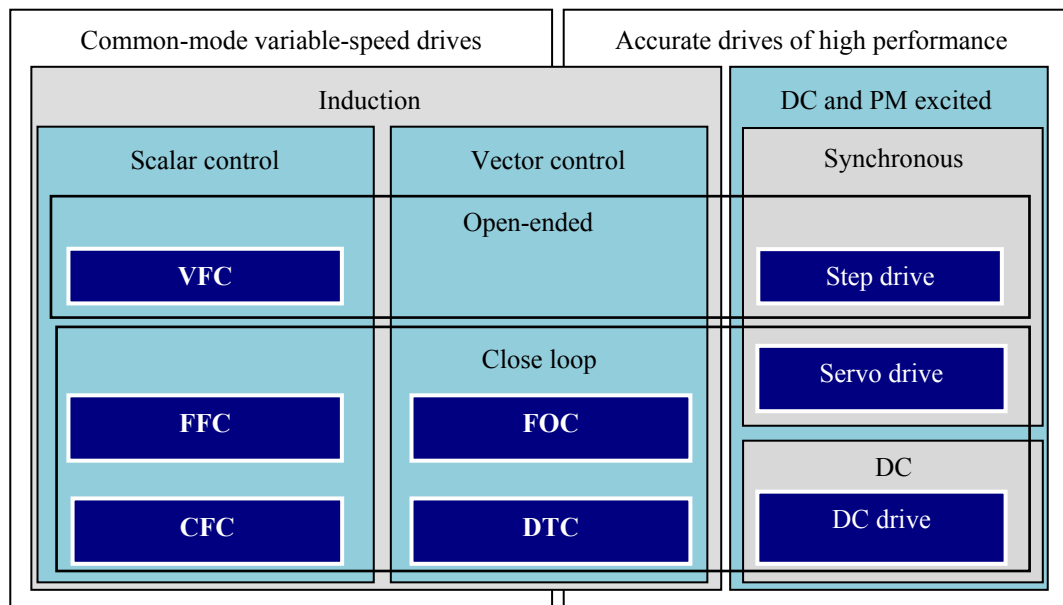 Common-mode variable-speed drives
Accurate drives of high performance
Induction
DC and PM excited
Scalar control
Vector control
Synchronous
Open-ended
VFC
Step drive
Close loop
Servo drive
FFC
FOC
DC
CFC
DTC
DC drive